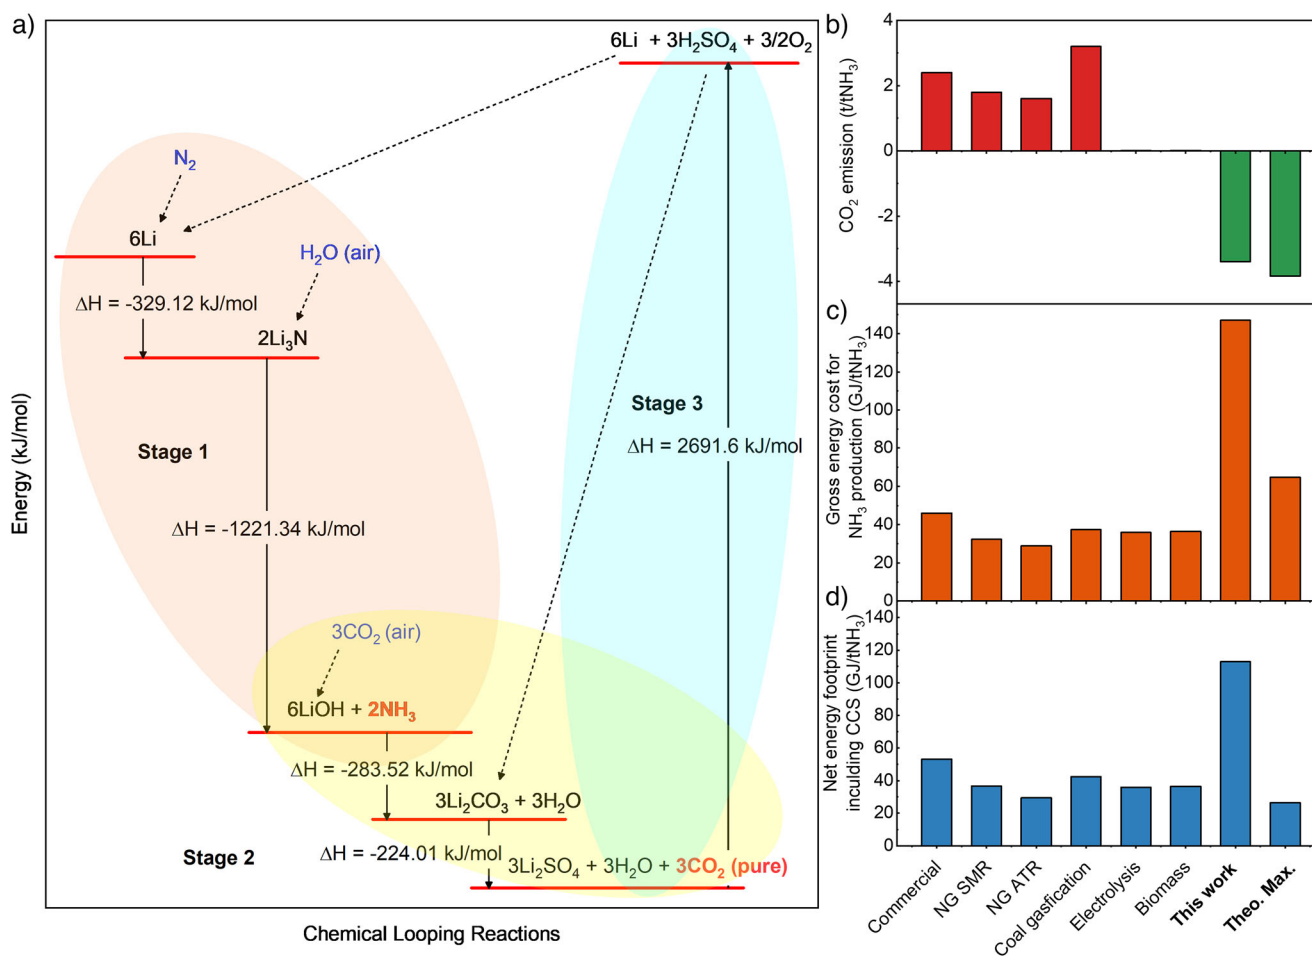 a)
6Li + 3H₂SO₄ + 3/2O₂
N₂
6Li
H₂O (air)
ΔH = -329.12 kJ/mol
2Li₃N
Stage 3
Stage 1
ΔH = 2691.6 kJ/mol
ΔH = -1221.34 kJ/mol
3CO₂ (air)
6LiOH + 2NH₃
ΔH = -283.52 kJ/mol
3Li₂CO₃ + 3H₂O
Stage 2
ΔH = -224.01 kJ/mol
3Li₂SO₄ + 3H₂O + 3CO₂ (pure)
Energy (kJ/mol)
Chemical Looping Reactions
b)
CO₂ emission (t/tNH₃)
2
0
-2
-4
c)
Gross energy cost for
NH₃ production (GJ/tNH₃)
140
120
100
80
60
40
20
0
d)
Net energy footprint
inculding CCS (GJ/tNH₃)
140
120
100
80
60
40
20
0
Commercial
NG SMR
NG ATR
Coal gasfication
Electrolysis
Biomass
This work
Theo. Max.